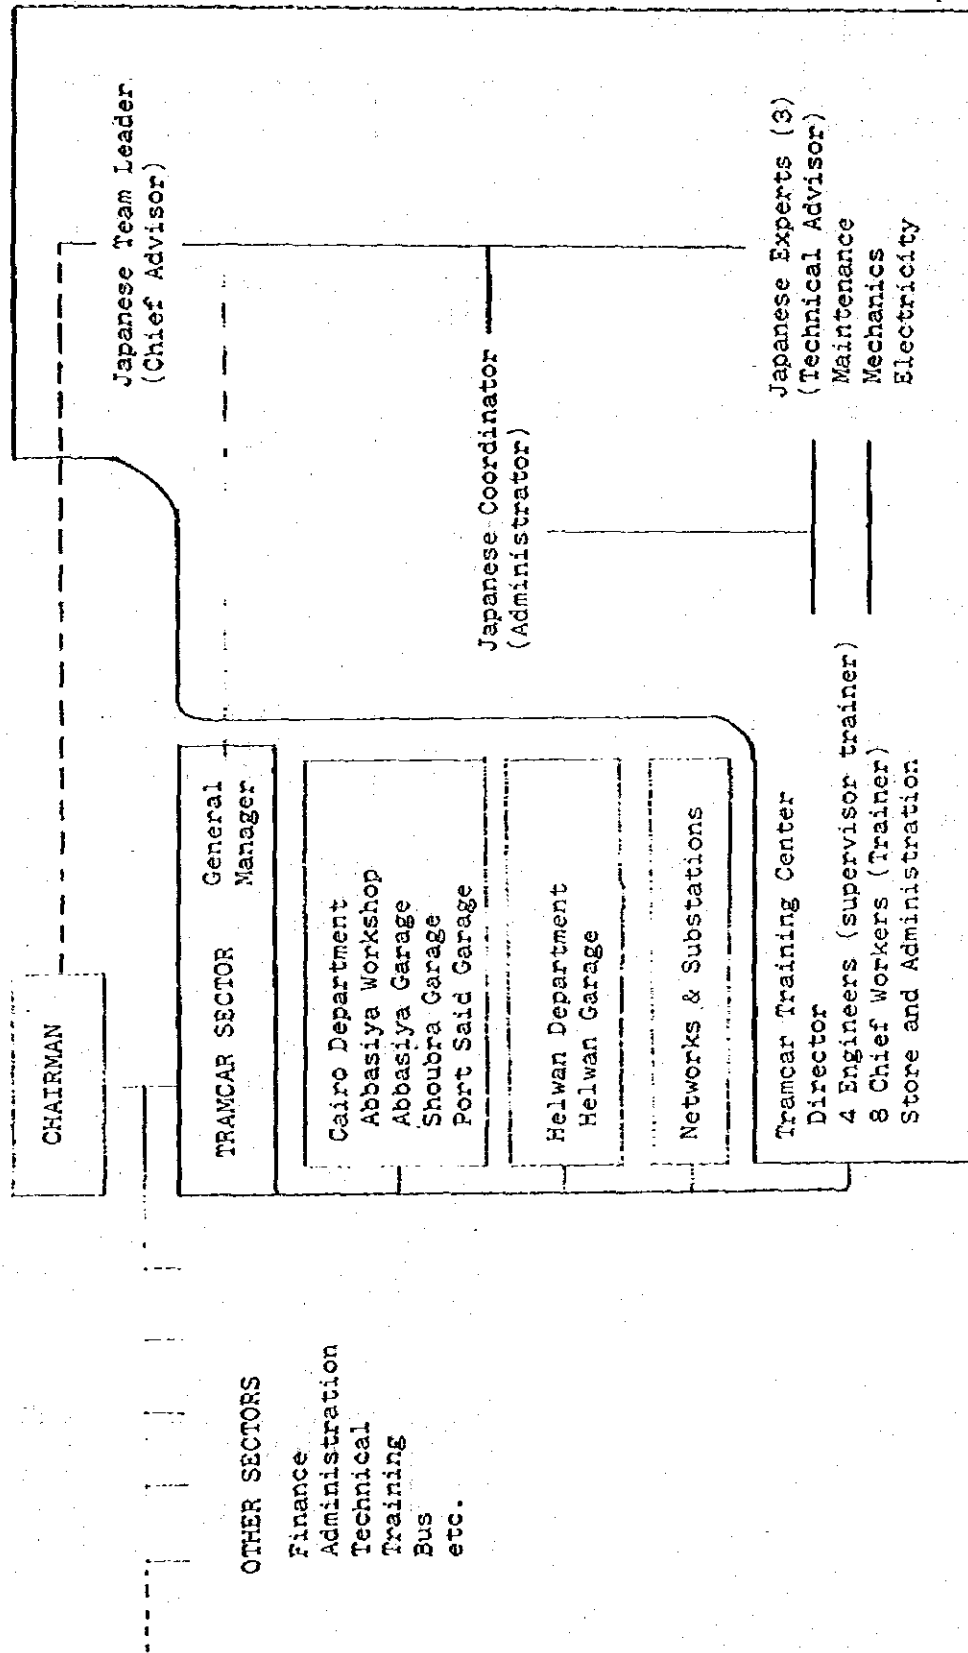 CHAIRMAN
Japanese Team Leader
(Chief Advisor)
TRAMCAR SECTOR
General
Manager
OTHER SECTORS
Finance
Administration
Technical
Training
Bus
etc.
Cairo Department
Abbasiya Workshop
Abbasiya Garage
Shoubra Garage
Port Said Garage
Helwan Department
Helwan Garage
Networks & Substations
Japanese Coordinator
(Administrator)
Tramcar Training Center
Director
4 Engineers (supervisor trainer)
8 Chief Workers (Trainer)
Store and Administration
Japanese Experts (3)
(Technical Advisor)
Maintenance
Mechanics
Electricity